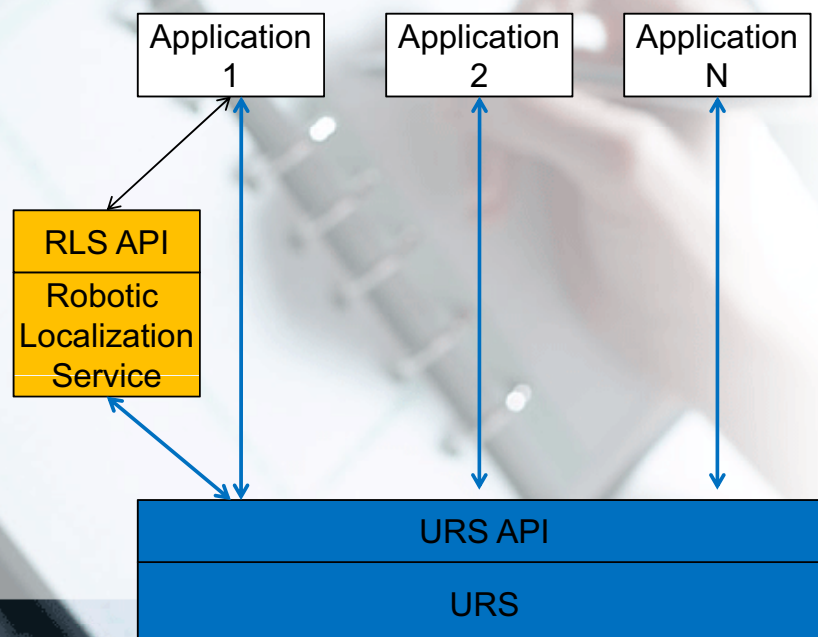 Application
1
Application
2
Application
N
RLS API
Robotic
Localization
Service
URS API
URS